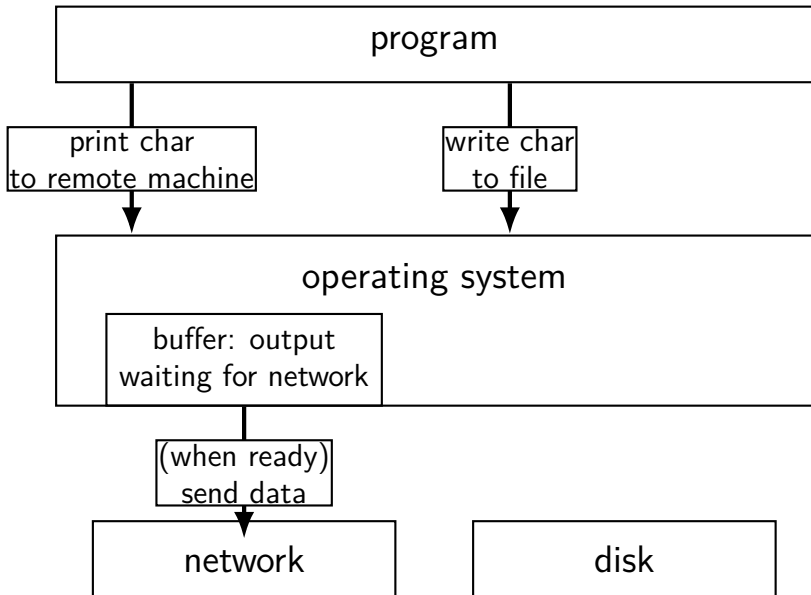 program
print char
to remote machine
write char
to file
operating system
buffer: output
waiting for network
(when ready)
send data
network
disk